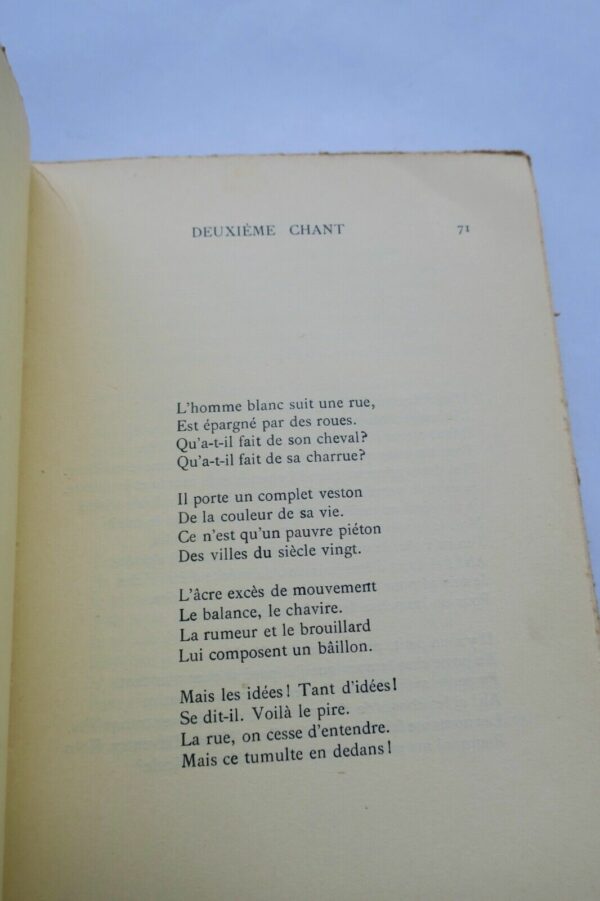 DEUXIÈME CHANT 71
L'homme blanc suit une rue,
Est épargné par des roues.
Qu'a-t-il fait de son cheval?
Qu'a-t-il fait de sa charrue?
Il porte un complet veston
De la couleur de sa vie.
Ce n'est qu'un pauvre piéton
Des villes du siècle vingt.
L'âcre excès de mouvement
Le balance, le chavire.
La rumeur et le brouillard
Lui composent un bâillon.
Mais les idées! Tant d'idées!
Se dit-il. Voilà le pire.
La rue, on cesse d'entendre.
Mais ce tumulte en dedans!